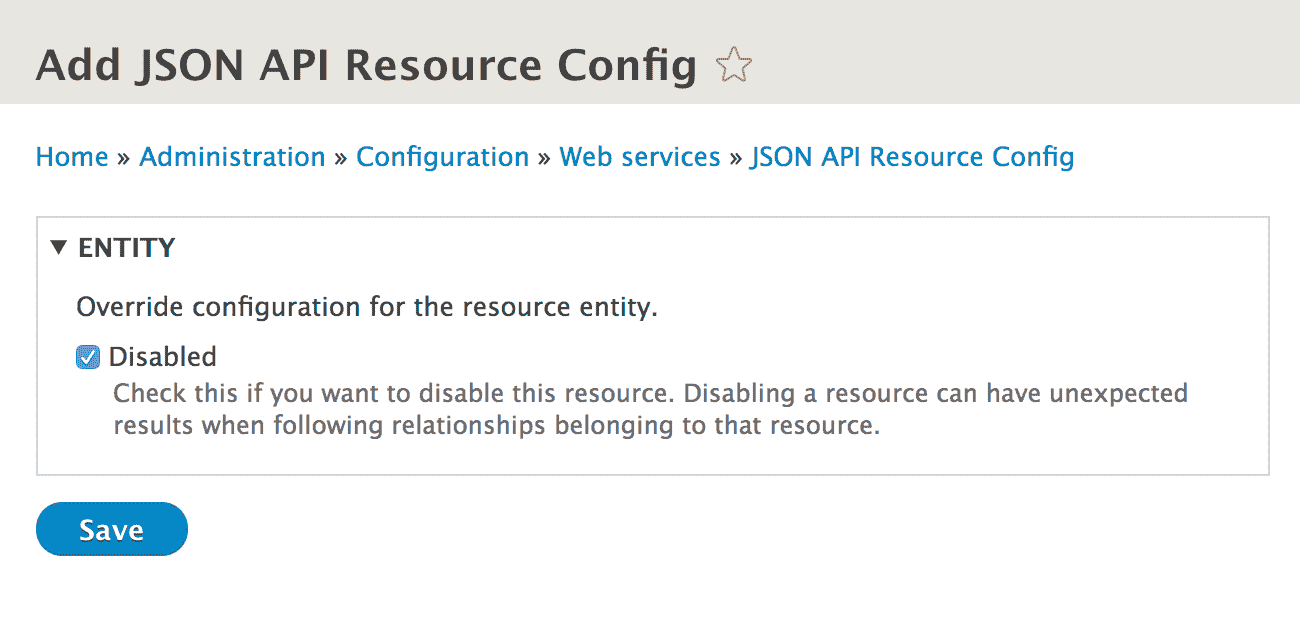 Add JSON API Resource Config
Home » Administration » Configuration » Web services » JSON API Resource Config
ENTITY
Override configuration for the resource entity.
Disabled
Check this if you want to disable this resource. Disabling a resource can have unexpected
results when following relationships belonging to that resource.
Save